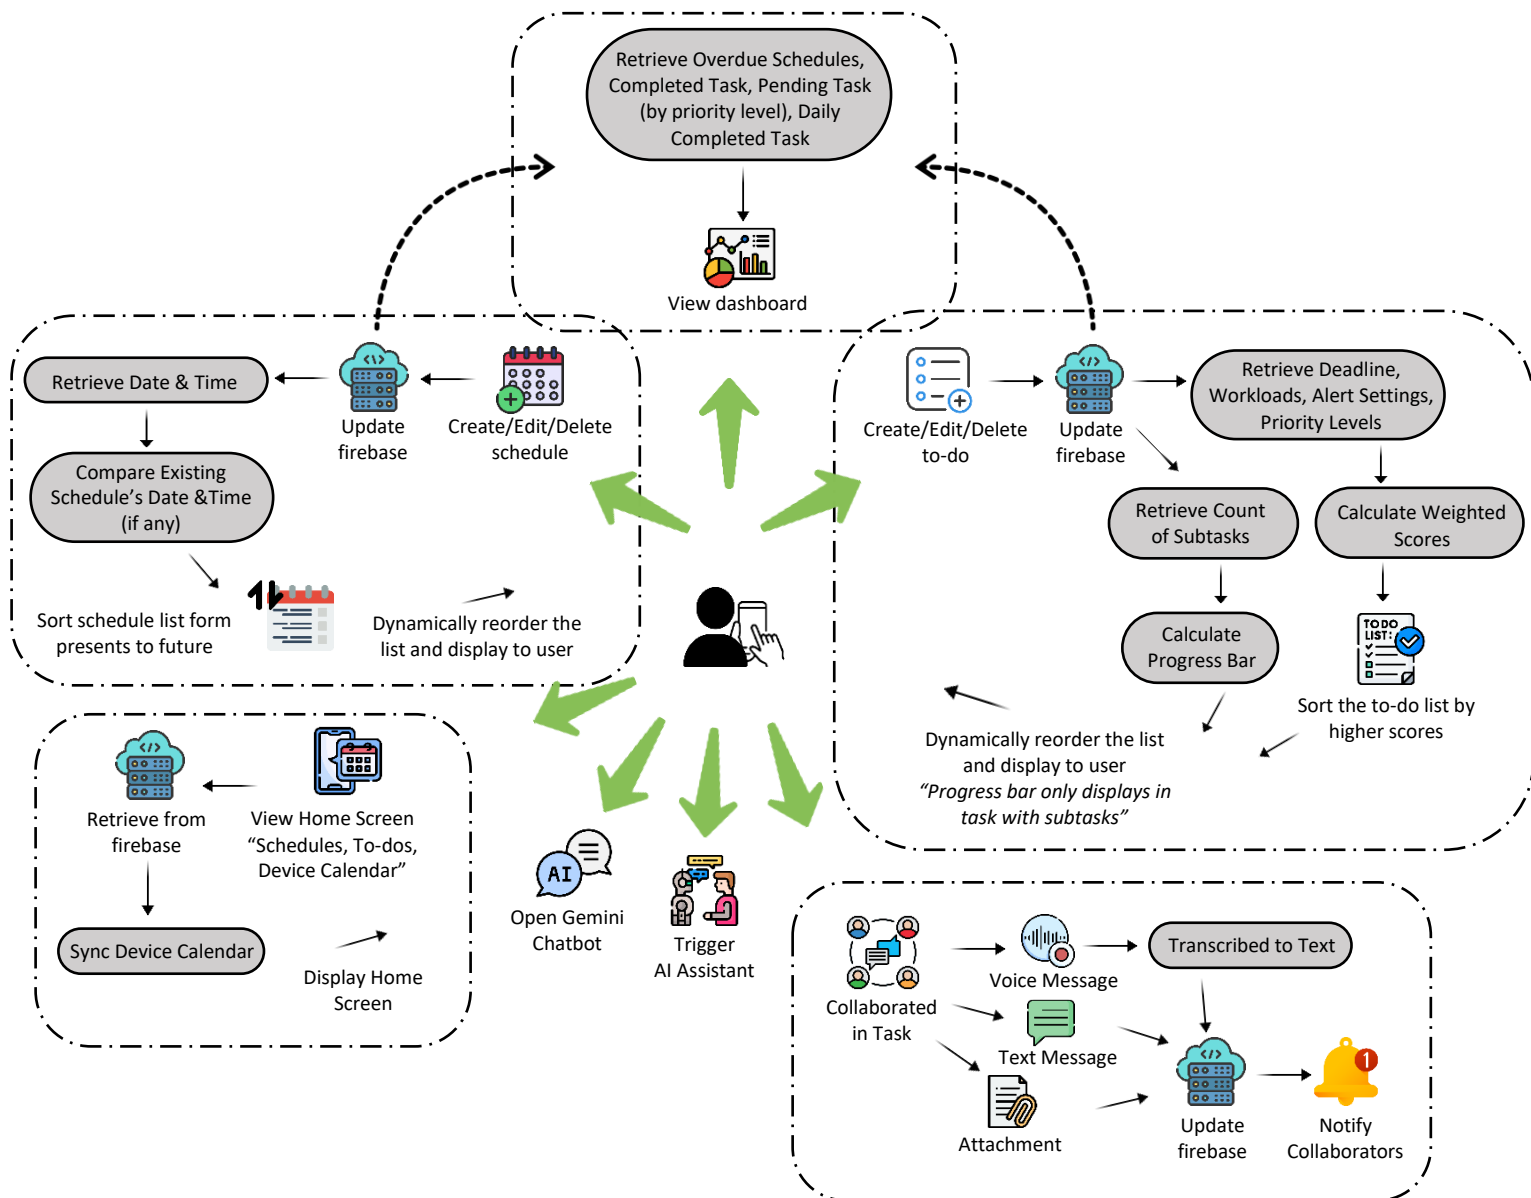 Retrieve Overdue Schedules,
Completed Task, Pending Task
(by priority level), Daily
Completed Task
View dashboard
Retrieve Date & Time
Update
firebase
Create/Edit/Delete
schedule
Compare Existing
Schedule's Date &Time
(if any)
Sort schedule list form
presents to future
Dynamically reorder the
list and display to user
Create/Edit/Delete
to-do
Update
firebase
Retrieve Deadline,
Workloads, Alert Settings,
Priority Levels
Retrieve Count
of Subtasks
Calculate Weighted
Scores
Calculate
Progress Bar
TO DO
LIST:
Sort the to-do list by
higher scores
Dynamically reorder the list
and display to user
“Progress bar only displays in
task with subtasks”
Retrieve from
firebase
View Home Screen
“Schedules, To-dos,
Device Calendar”
Sync Device Calendar
Display Home
Screen
AI
Open Gemini
Chatbot
Trigger
AI Assistant
Collaborated
in Task
Voice Message
Transcribed to Text
Text Message
Attachment
Update
firebase
1
Notify
Collaborators